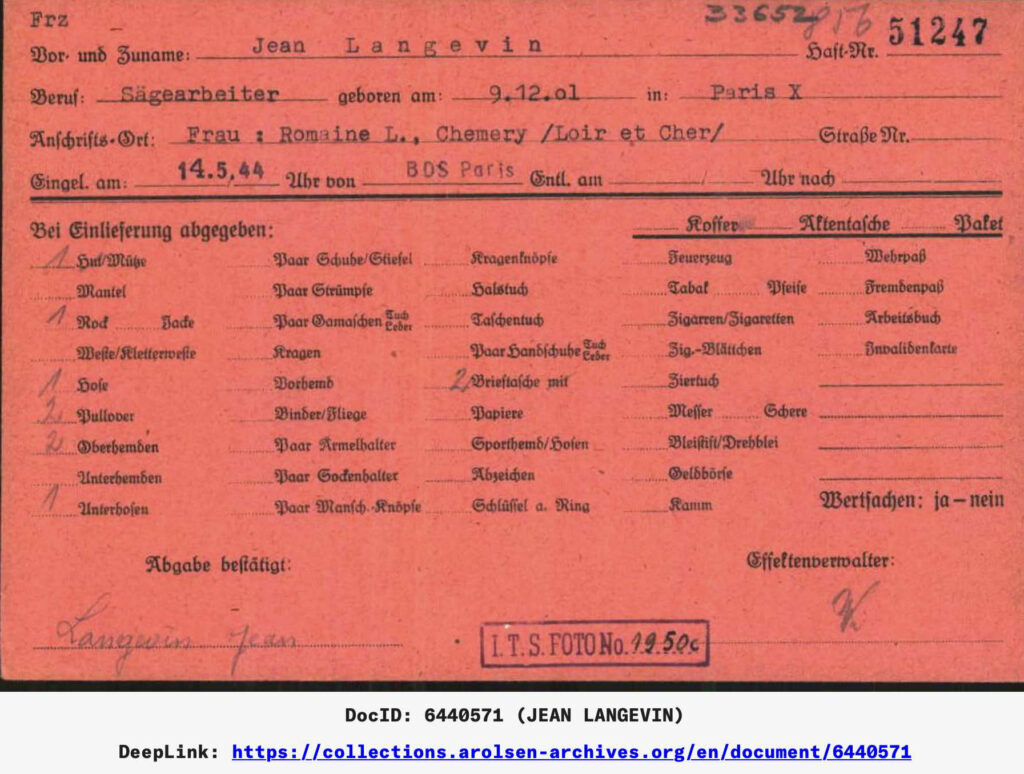 Frz
33652 51247
Vor- und Zuname: Jean Langevin Haft-Nr.
Beruf: Sägearbeiter geboren am: 9.12.01 in: Paris X
Anschrifts-Ort: Frau : Romaine L., Chemery /Loir et Cher/ Straße Nr.
Eingel. am: 14.5.44 Uhr von BDS Paris Entl. am Uhr nach
Bei Einlieferung abgegeben: Koffer Aktentasche Paket
1 Hut/Mütze Paar Schuhe/Stiefel Kragenknöpfe Feuerzeug Wehrpaß
Mantel Paar Strümpfe Halstuch Tabak Pfeife Fremdenpaß
1 Rock Jacke Paar Gamaschen Tuch Leber Taschentuch Zigarren/Zigaretten Arbeitsbuch
Weste/Kletterweste Kragen Paar Handschuhe Tuch Leber Zig.-Blättchen Invalidenkarte
1 Hose Vorhemd 2 Brieftasche mit Ziertuch
2 Pullover Binder/Fliege Papiere Messer Schere
2 Oberhemden Paar Ärmelhalter Sporthemd/Hosen Bleistift/Drehblei
Unterhemden Paar Sockenhalter Abzeichen Geldbörse
1 Unterhosen Paar Mansch.-Knöpfe Schlüssel a. Ring Kamm Wertsachen: ja – nein
Abgabe bestätigt: Effektenverwalter:
Langevin Jean
I.T.S. FOTO No.
DocID: 6440571 (JEAN LANGEVIN)
DeepLink: https://collections.arolsen-archives.org/en/document/6440571